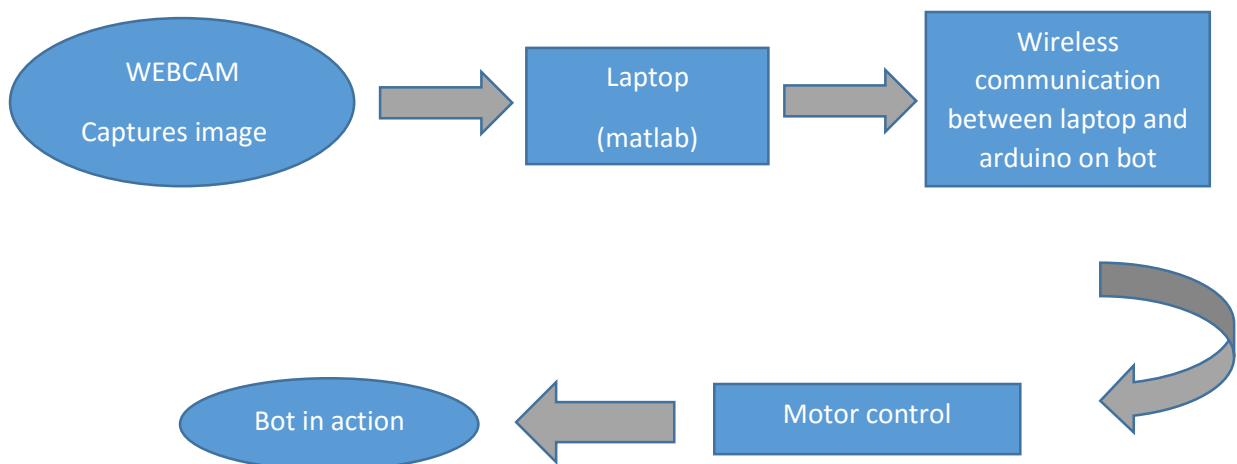 WEBCAM
Captures image
Laptop
(matlab)
Wireless
communication
between laptop and
arduino on bot
Motor control
Bot in action